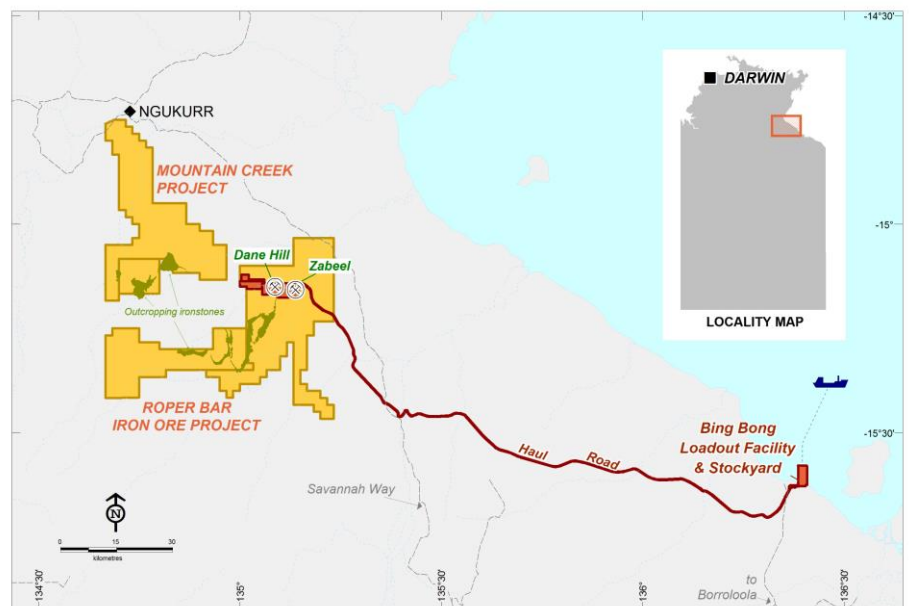 -14°30'
NGUKURR
DARWIN
MOUNTAIN CREEK
PROJECT
-15°
Dane Hill
Zabeel
Outcropping ironstones
LOCALITY MAP
ROPER BAR
IRON ORE PROJECT
-15°30'
Bing Bong
Loadout Facility
& Stockyard
Haul Road
Savannah Way
N
0 15 30
kilometres
to
Borroloola
134°30'
135°
135°30'
136°
136°30'